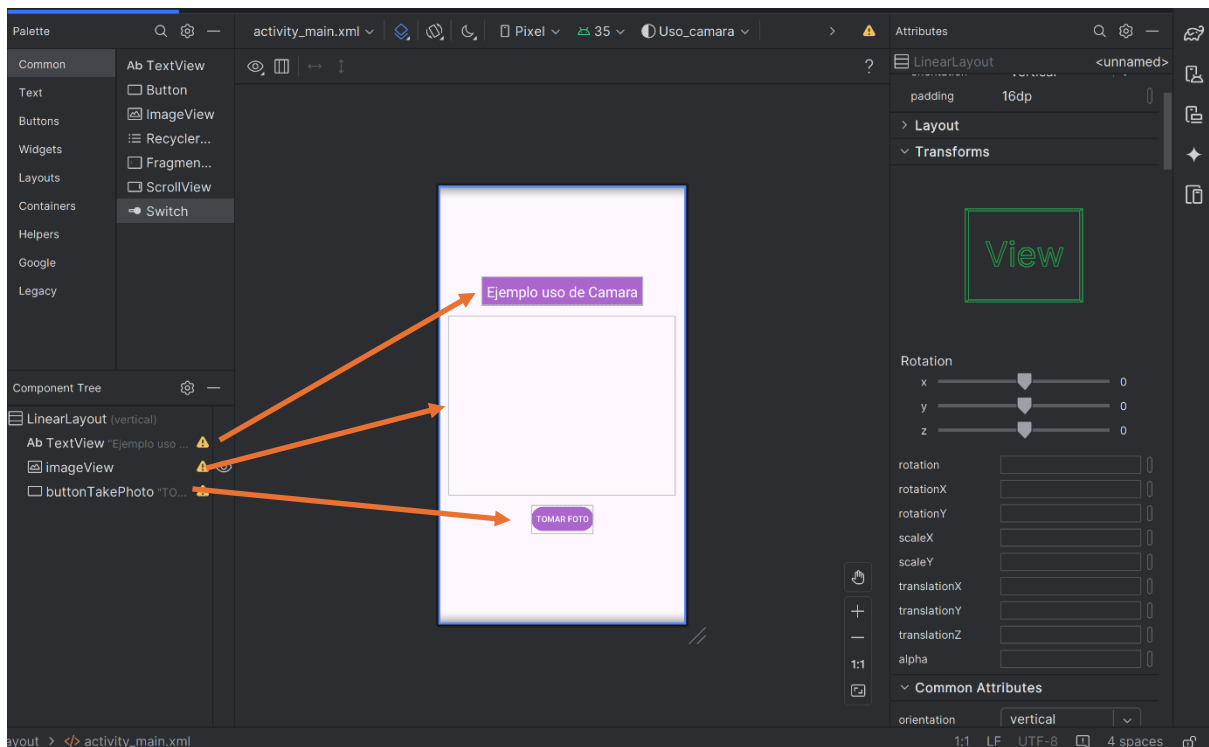 Palette
activity_main.xml
Pixel
35
Uso_camara
Attributes
Common
Text
Buttons
Widgets
Layouts
Containers
Helpers
Google
Legacy
Ab TextView
Button
ImageView
Recycler...
Fragmen...
ScrollView
Switch
?
LinearLayout
<unnamed>
padding
16dp
Layout
Transforms
View
Ejemplo uso de Camara
TOMAR FOTO
Component Tree
LinearLayout (vertical)
Ab TextView "Ejemplo uso ...
imageView
buttonTakePhoto "TO...
1:1
Rotation
x 0
y 0
z 0
rotation
rotationX
rotationY
scaleX
scaleY
translationX
translationY
translationZ
alpha
Common Attributes
orientation
vertical
ayout > </> activity_main.xml
1:1 LF UTF-8 4 spaces